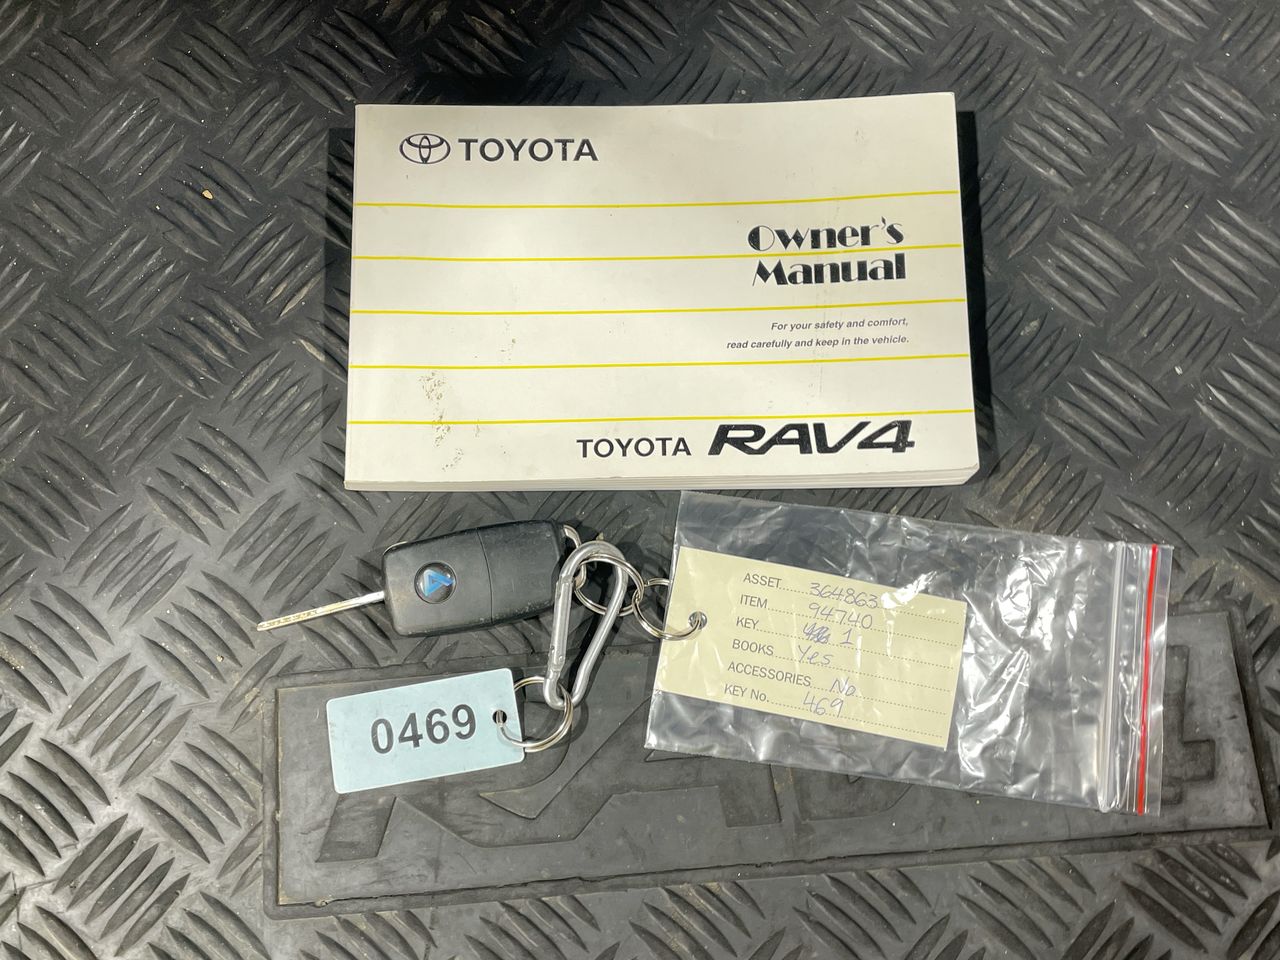 TOYOTA
Owner's
Manual
For your safety and comfort,
read carefully and keep in the vehicle.
TOYOTA RAV4
ASSET 364863
ITEM 94740
KEY 1
BOOKS Yes
ACCESSORIES No
KEY No. 469
0469